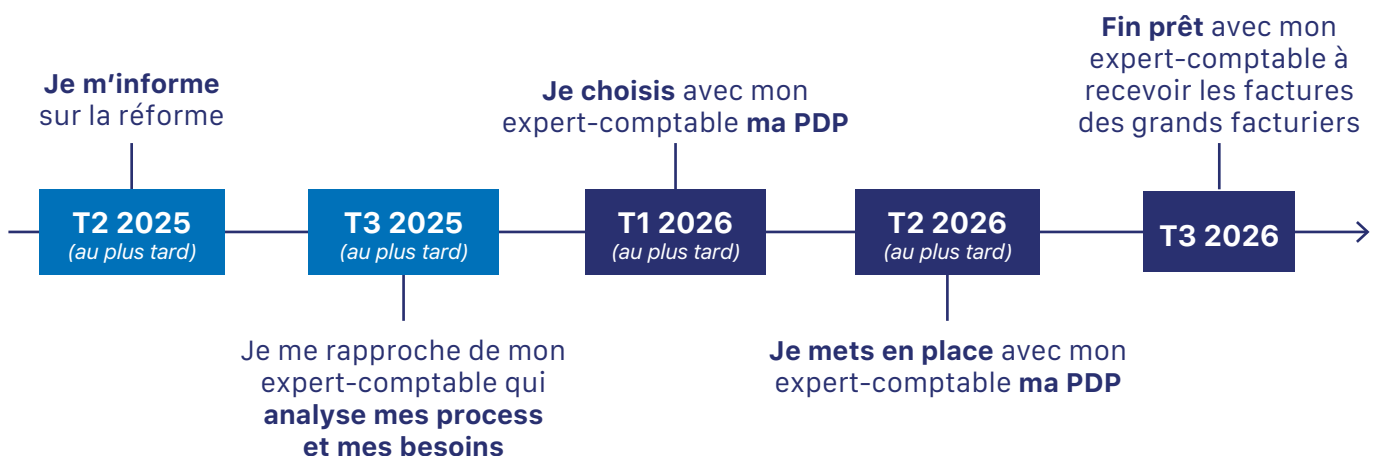 Je m'informe
sur la réforme
T2 2025
(au plus tard)
Je me rapproche de mon
expert-comptable qui
analyse mes process
et mes besoins
T3 2025
(au plus tard)
Je choisis avec mon
expert-comptable ma PDP
T1 2026
(au plus tard)
T2 2026
(au plus tard)
Je mets en place avec mon
expert-comptable ma PDP
Fin prêt avec mon
expert-comptable à
recevoir les factures
des grands facturiers
T3 2026